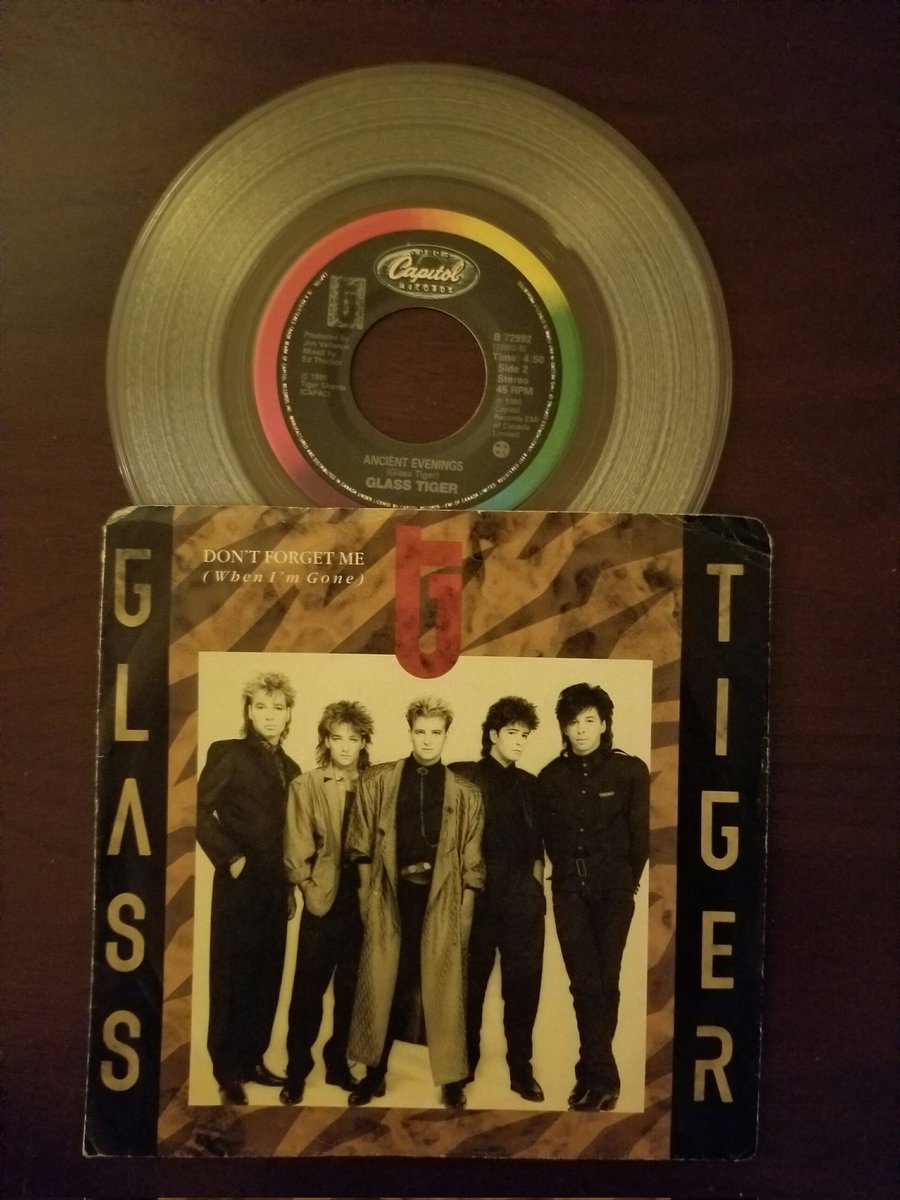 Capitol
RECORDS
Produced by
Jim Vallance
Mixed by
Ed Thacker
℗ 1986
Tiger Shards
(CAPAC)
B 72992
(72992-B)
Time: 4:50
Side 2
Stereo
45 RPM
℗ 1986
Capitol
Records-EMI
of Canada
Limited
ANCIENT EVENINGS
(Glass Tiger)
GLASS TIGER
DON'T FORGET ME
(When I'm Gone)
GLASS
TIGER